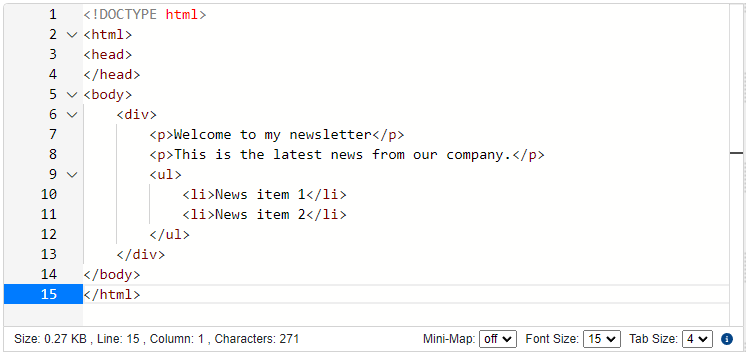 1 <!DOCTYPE html>
2 <html>
3 <head>
4 </head>
5 <body>
6     <div>
7         <p>Welcome to my newsletter</p>
8         <p>This is the latest news from our company.</p>
9         <ul>
10             <li>News item 1</li>
11             <li>News item 2</li>
12         </ul>
13     </div>
14 </body>
15 </html>
Size: 0.27 KB , Line: 15 , Column: 1 , Characters: 271 Mini-Map: off Font Size: 15 Tab Size: 4 i